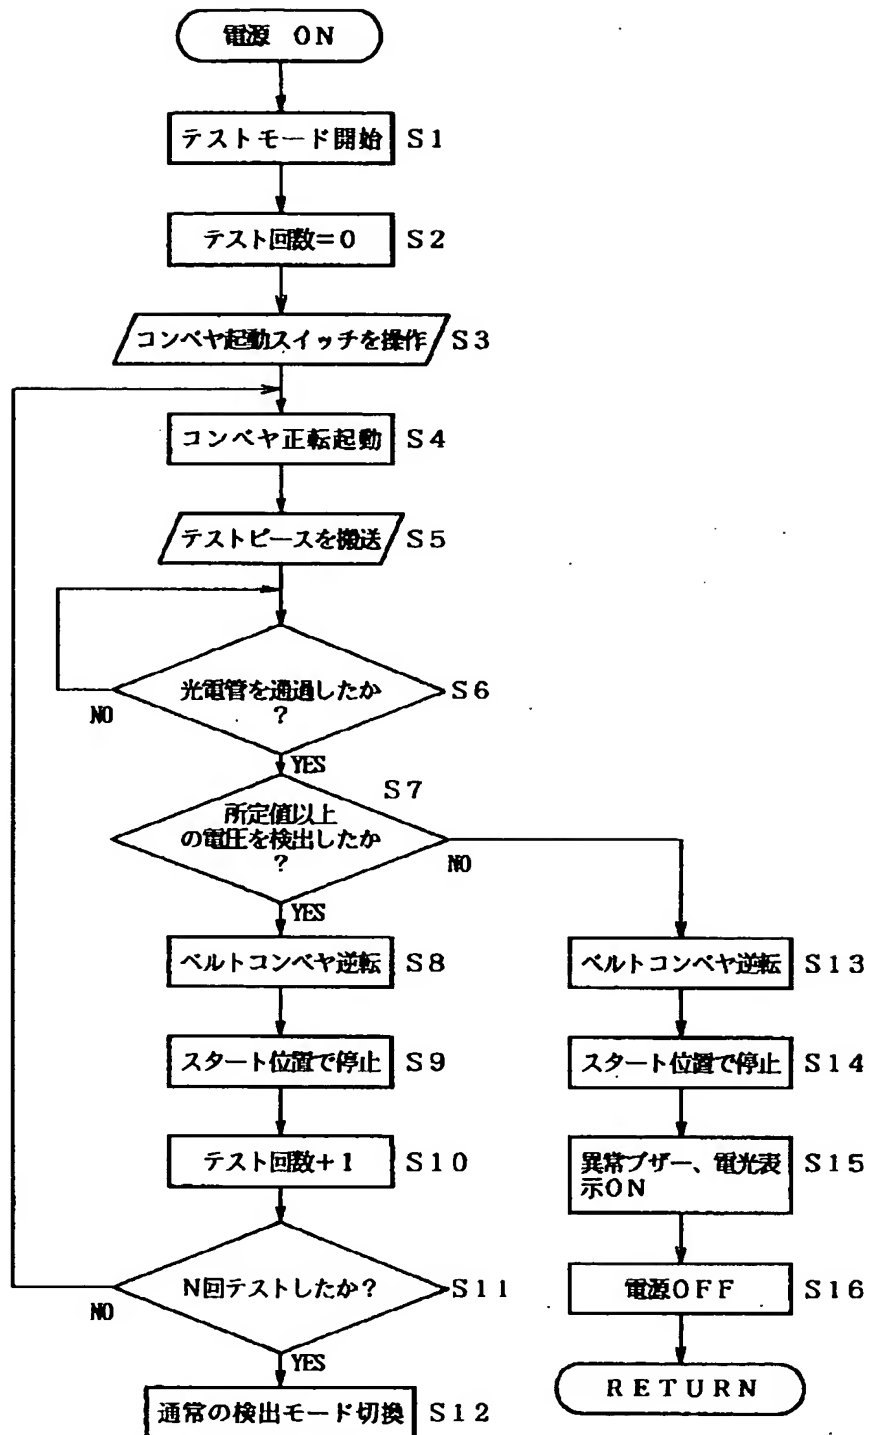 電源 ON
テストモード開始 S1
テスト回数=0 S2
コンベヤ起動スイッチを操作 S3
コンベヤ正転起動 S4
テストピースを搬送 S5
光電管を通過したか
?
S6
NO
YES
S7
所定値以上
の電圧を検出したか
?
NO
YES
ベルトコンベヤ逆転 S8
スタート位置で停止 S9
テスト回数+1 S10
N回テストしたか? S11
NO
YES
通常の検出モード切換 S12
ベルトコンベヤ逆転 S13
スタート位置で停止 S14
異常ブザー、電光表
示ON
S15
電源OFF S16
RETURN